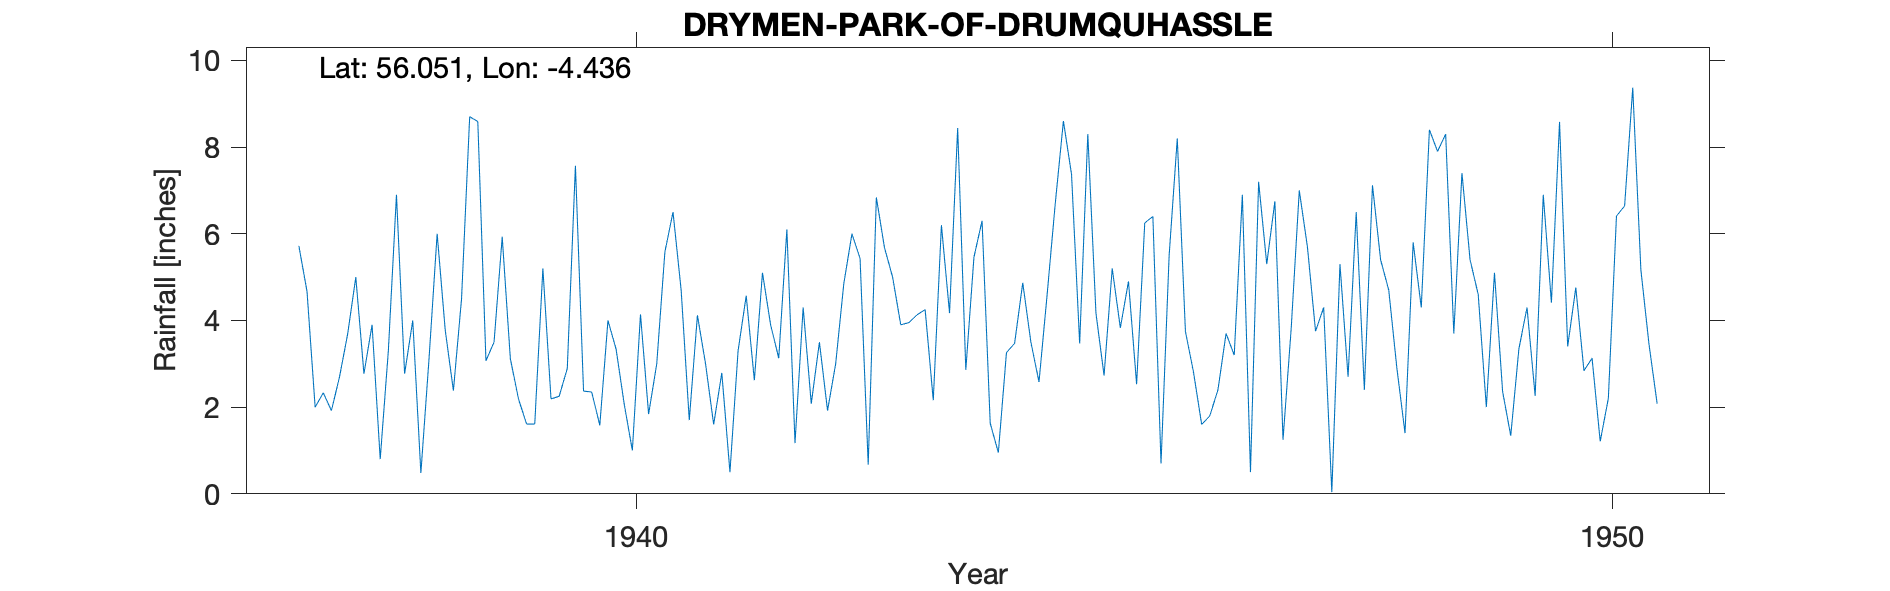 DRYMEN-PARK-OF-DRUMQUHASSLE
Lat: 56.051, Lon: -4.436
10
8
6
4
2
0
Rainfall [inches]
1940
1950
Year